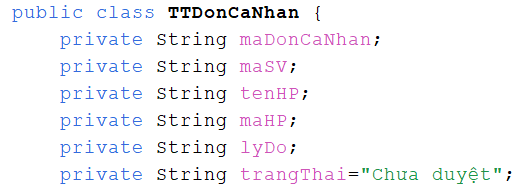 public class TTDonCaNhan {
private String maDonCaNhan;
private String maSV;
private String tenHP;
private String maHP;
private String lyDo;
private String trangThai="Chưa duyệt";